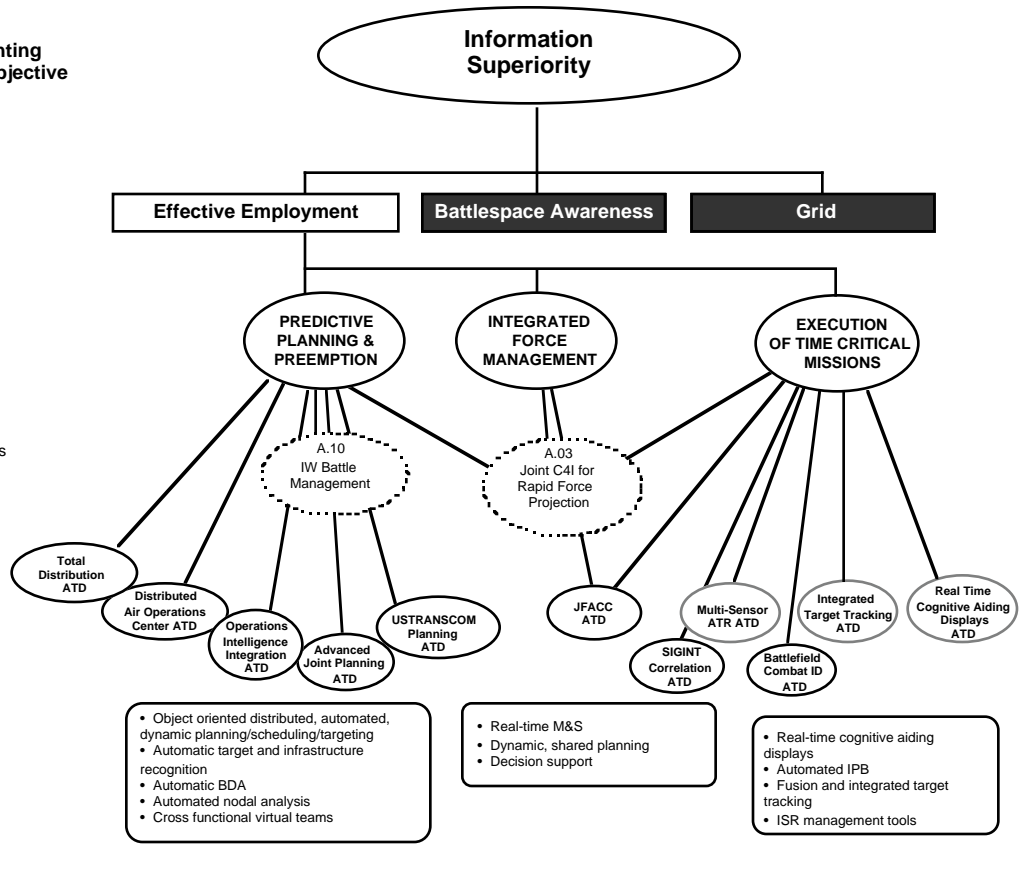 Information
Superiority
nting
bjective
Effective Employment
Battlespace Awareness
Grid
PREDICTIVE
PLANNING &
PREEMPTION
INTEGRATED
FORCE
MANAGEMENT
EXECUTION
OF TIME CRITICAL
MISSIONS
s
A.10
IW Battle
Management
A.03
Joint C4I for
Rapid Force
Projection
Total
Distribution
ATD
Distributed
Air Operations
Center ATD
Operations
Intelligence
Integration
ATD
Advanced
Joint Planning
ATD
USTRANSCOM
Planning
ATD
JFACC
ATD
SIGINT
Correlation
ATD
Multi-Sensor
ATR ATD
Battlefield
Combat ID
ATD
Integrated
Target Tracking
ATD
Real Time
Cognitive Aiding
Displays
ATD
• Object oriented distributed, automated,
dynamic planning/scheduling/targeting
• Automatic target and infrastructure
recognition
• Automatic BDA
• Automated nodal analysis
• Cross functional virtual teams
• Real-time M&S
• Dynamic, shared planning
• Decision support
• Real-time cognitive aiding
displays
• Automated IPB
• Fusion and integrated target
tracking
• ISR management tools